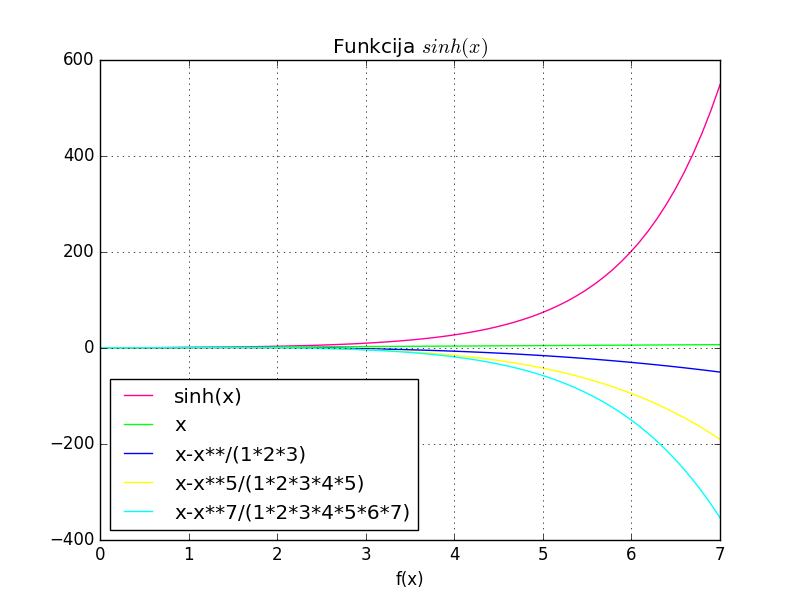 Funkcija sinh(x)
600
400
200
0
−200
−400
sinh(x)
x
x-x**/(1*2*3)
x-x**5/(1*2*3*4*5)
x-x**7/(1*2*3*4*5*6*7)
0 1 2 3 4 5 6 7
f(x)